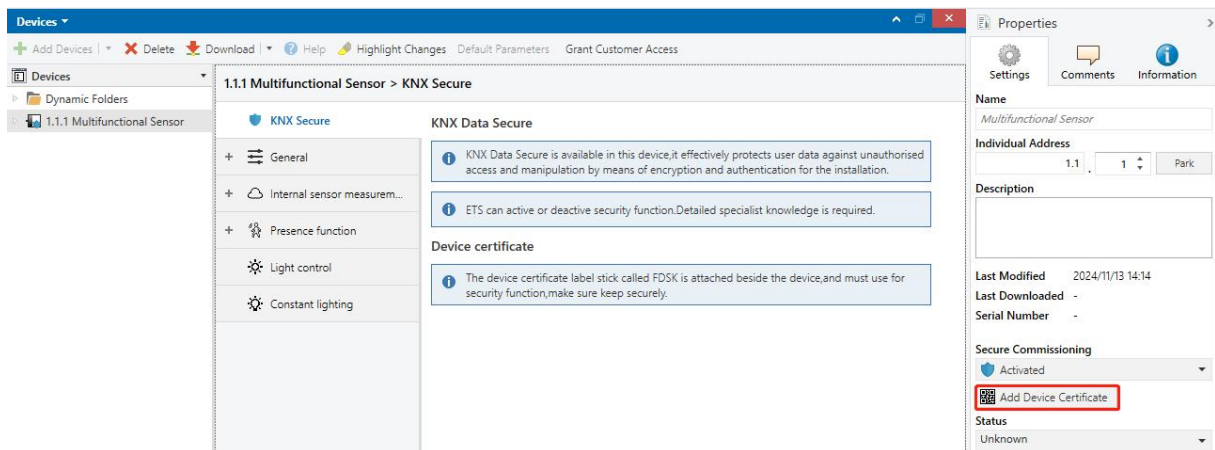 Devices
Add Devices Delete Download Help Highlight Changes Default Parameters Grant Customer Access
Devices
Dynamic Folders
1.1.1 Multifunctional Sensor
1.1.1 Multifunctional Sensor > KNX Secure
KNX Secure
General
Internal sensor measurem...
Presence function
Light control
Constant lighting
KNX Data Secure
KNX Data Secure is available in this device,it effectively protects user data against unauthorised
access and manipulation by means of encryption and authentication for the installation.
ETS can active or deactive security function.Detailed specialist knowledge is required.
Device certificate
The device certificate label stick called FDSK is attached beside the device,and must use for
security function,make sure keep securely.
Properties
Settings Comments Information
Name
Multifunctional Sensor
Individual Address
1.1 . 1 Park
Description
Last Modified 2024/11/13 14:14
Last Downloaded -
Serial Number -
Secure Commissioning
Activated
Add Device Certificate
Status
Unknown